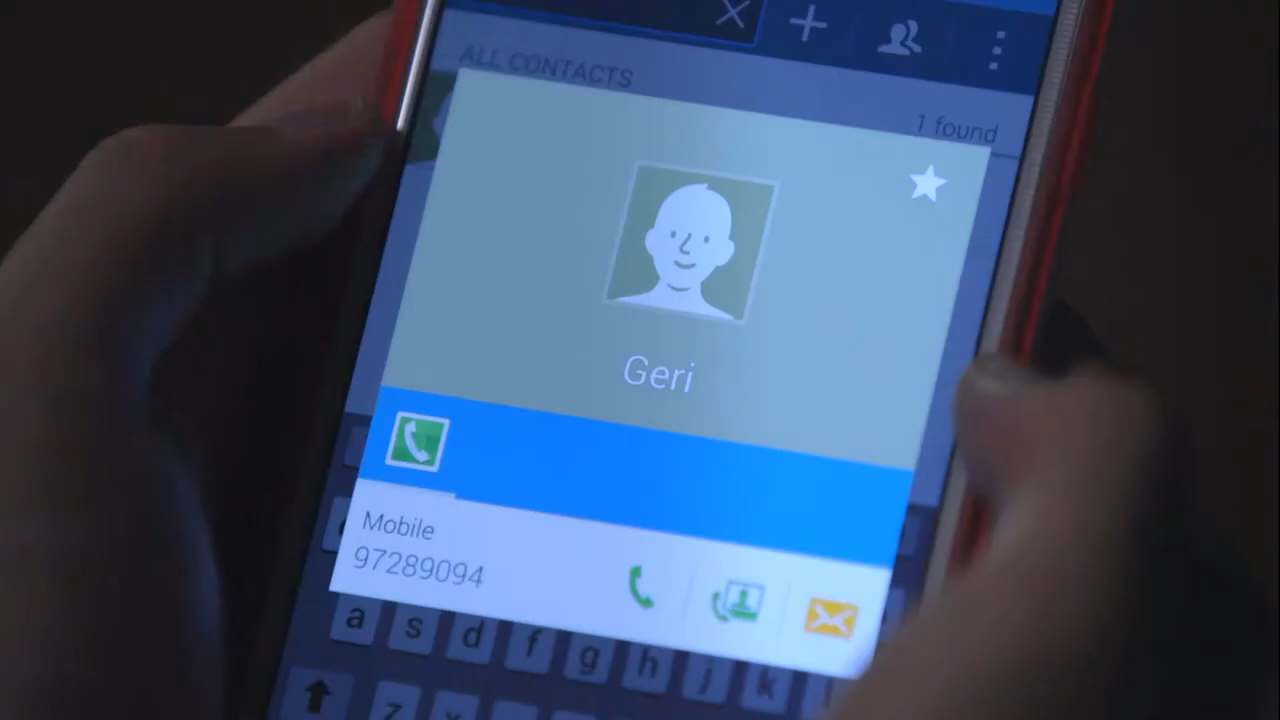 ALL CONTACTS
1 found
Geri
Mobile
97289094
a s d f g h j k
z